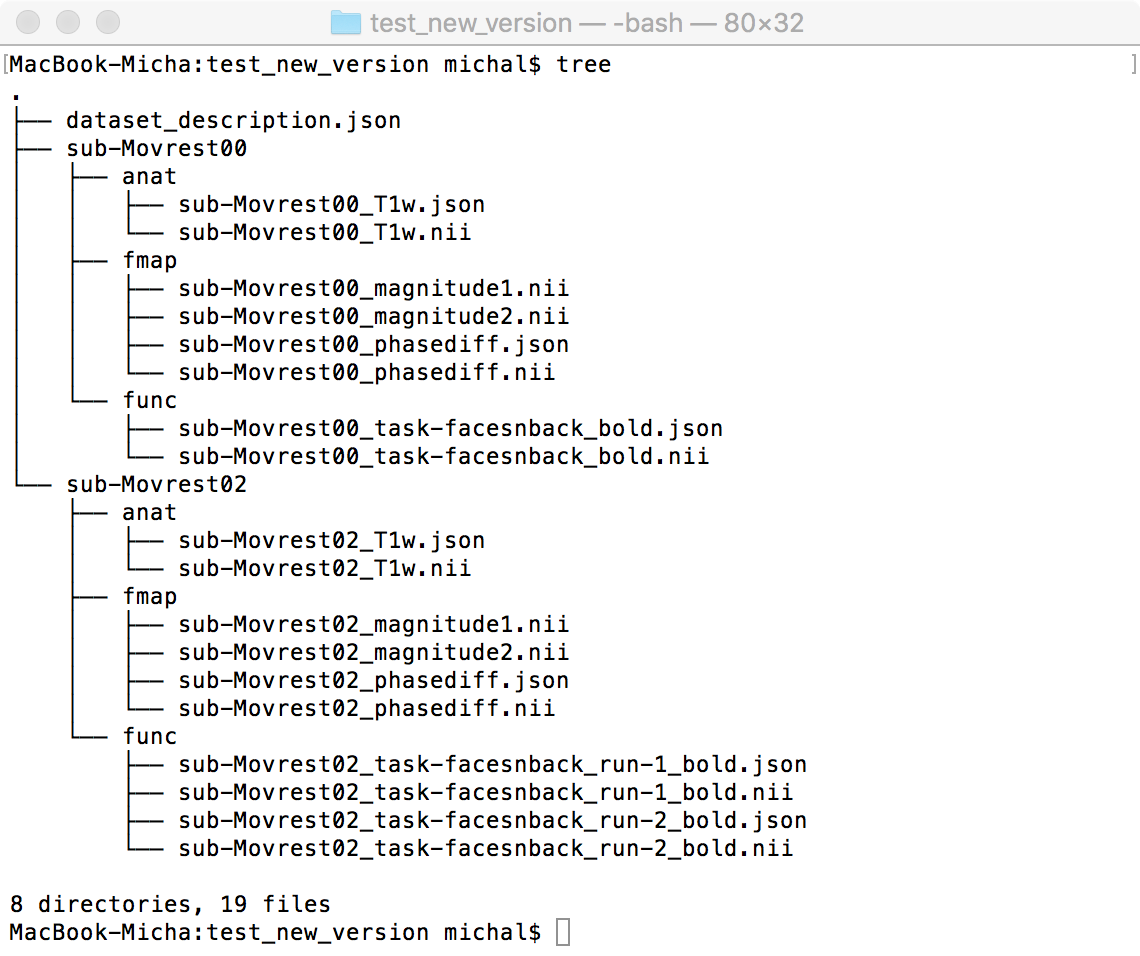 test_new_version — -bash — 80×32
[MacBook-Micha:test_new_version michal$ tree ]
.
├── dataset_description.json
├── sub-Movrest00
│   ├── anat
│   │   ├── sub-Movrest00_T1w.json
│   │   └── sub-Movrest00_T1w.nii
│   ├── fmap
│   │   ├── sub-Movrest00_magnitude1.nii
│   │   ├── sub-Movrest00_magnitude2.nii
│   │   ├── sub-Movrest00_phasediff.json
│   │   └── sub-Movrest00_phasediff.nii
│   └── func
│       ├── sub-Movrest00_task-facesnback_bold.json
│       └── sub-Movrest00_task-facesnback_bold.nii
└── sub-Movrest02
    ├── anat
    │   ├── sub-Movrest02_T1w.json
    │   └── sub-Movrest02_T1w.nii
    ├── fmap
    │   ├── sub-Movrest02_magnitude1.nii
    │   ├── sub-Movrest02_magnitude2.nii
    │   ├── sub-Movrest02_phasediff.json
    │   └── sub-Movrest02_phasediff.nii
    └── func
        ├── sub-Movrest02_task-facesnback_run-1_bold.json
        ├── sub-Movrest02_task-facesnback_run-1_bold.nii
        ├── sub-Movrest02_task-facesnback_run-2_bold.json
        └── sub-Movrest02_task-facesnback_run-2_bold.nii
8 directories, 19 files
MacBook-Micha:test_new_version michal$